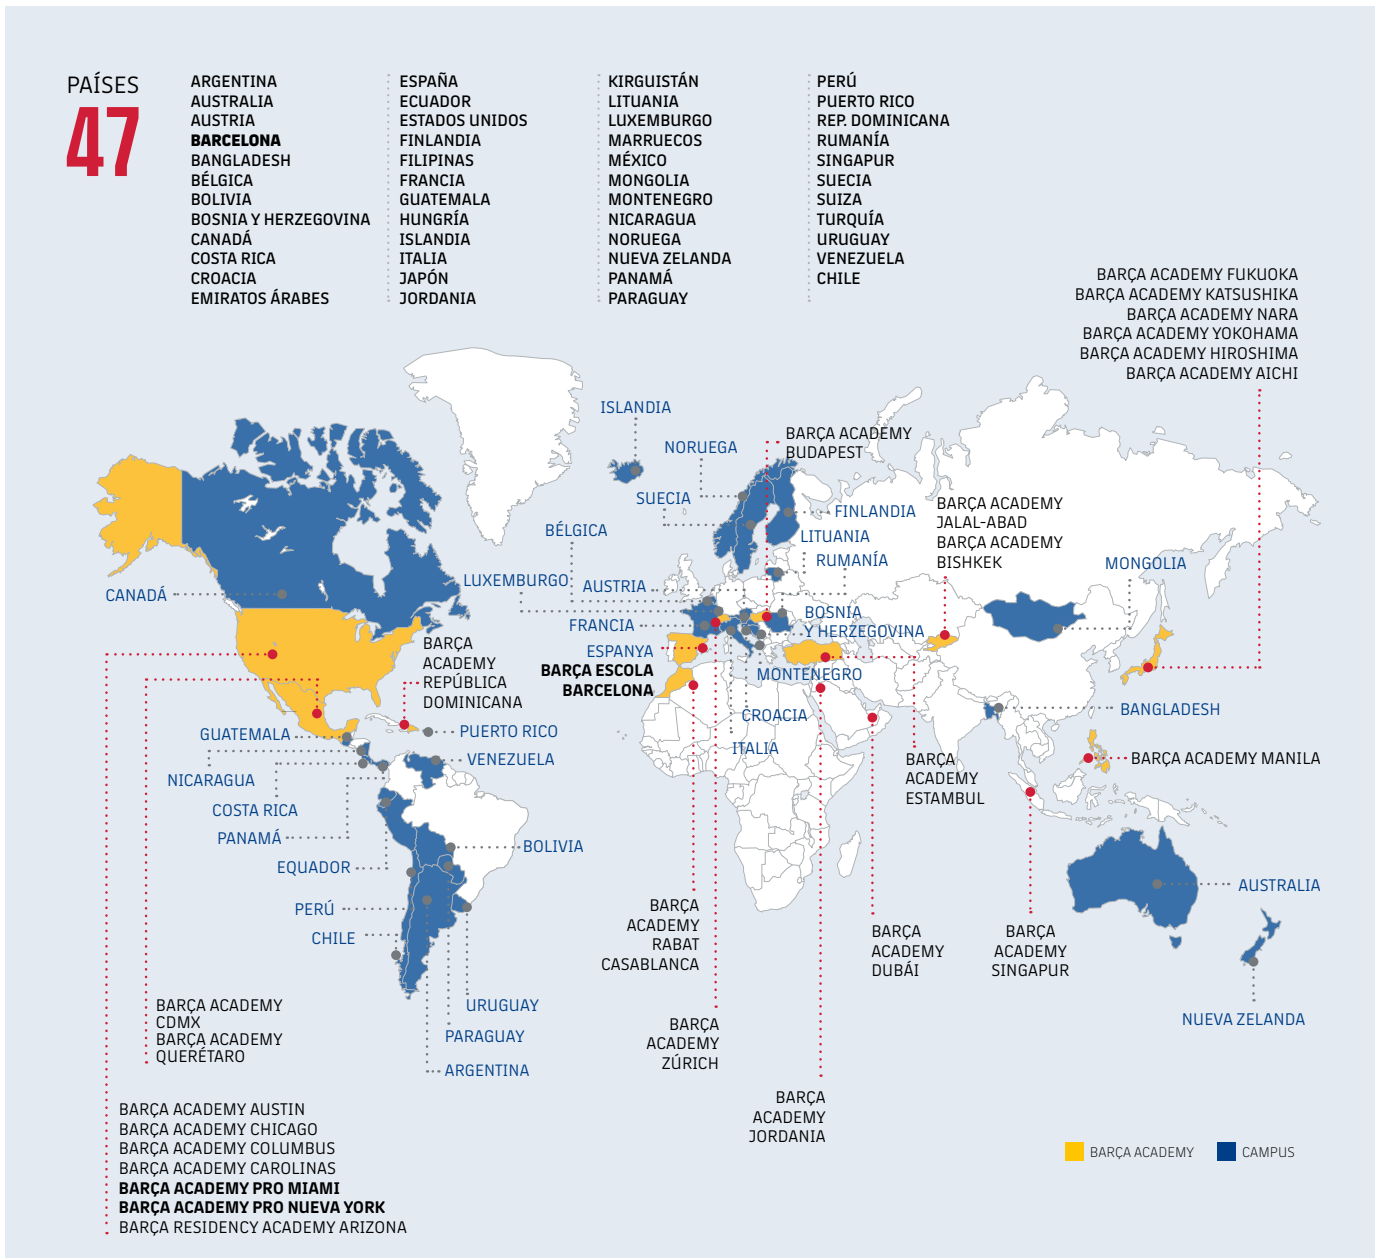 PAÍSES
47
ARGENTINA
AUSTRALIA
AUSTRIA
BARCELONA
BANGLADESH
BÉLGICA
BOLIVIA
BOSNIA Y HERZEGOVINA
CANADÁ
COSTA RICA
CROACIA
EMIRATOS ÁRABES
ESPAÑA
ECUADOR
ESTADOS UNIDOS
FINLANDIA
FILIPINAS
FRANCIA
GUATEMALA
HUNGRÍA
ISLANDIA
ITALIA
JAPÓN
JORDANIA
KIRGUISTÁN
LITUANIA
LUXEMBURGO
MARRUECOS
MÉXICO
MONGOLIA
MONTENEGRO
NICARAGUA
NORUEGA
NUEVA ZELANDA
PANAMÁ
PARAGUAY
PERÚ
PUERTO RICO
REP. DOMINICANA
RUMANÍA
SINGAPUR
SUECIA
SUIZA
TURQUÍA
URUGUAY
VENEZUELA
CHILE
BARÇA ACADEMY FUKUOKA
BARÇA ACADEMY KATSUSHIKA
BARÇA ACADEMY NARA
BARÇA ACADEMY YOKOHAMA
BARÇA ACADEMY HIROSHIMA
BARÇA ACADEMY AICHI
ISLANDIA
NORUEGA
BARÇA ACADEMY
BUDAPEST
SUECIA
FINLANDIA
BÉLGICA
LITUANIA
RUMANÍA
BARÇA ACADEMY
JALAL-ABAD
BARÇA ACADEMY
BISHKEK
MONGOLIA
LUXEMBURGO
AUSTRIA
CANADÁ
FRANCIA
BOSNIA
Y HERZEGOVINA
ESPANYA
BARÇA ESCOLA
BARCELONA
MONTENEGRO
BARÇA
ACADEMY
REPÚBLICA
DOMINICANA
CROACIA
ITALIA
BANGLADESH
GUATEMALA
PUERTO RICO
VENEZUELA
NICARAGUA
BARÇA
ACADEMY
ESTAMBUL
BARÇA ACADEMY MANILA
COSTA RICA
PANAMÁ
BOLIVIA
EQUADOR
AUSTRALIA
PERÚ
CHILE
BARÇA
ACADEMY
RABAT
CASABLANCA
BARÇA
ACADEMY
DUBÁI
BARÇA
ACADEMY
SINGAPUR
URUGUAY
PARAGUAY
ARGENTINA
NUEVA ZELANDA
BARÇA ACADEMY
CDMX
BARÇA ACADEMY
QUERÉTARO
BARÇA
ACADEMY
ZÚRICH
BARÇA
ACADEMY
JORDANIA
BARÇA ACADEMY AUSTIN
BARÇA ACADEMY CHICAGO
BARÇA ACADEMY COLUMBUS
BARÇA ACADEMY CAROLINAS
BARÇA ACADEMY PRO MIAMI
BARÇA ACADEMY PRO NUEVA YORK
BARÇA RESIDENCY ACADEMY ARIZONA
BARÇA ACADEMY
CAMPUS